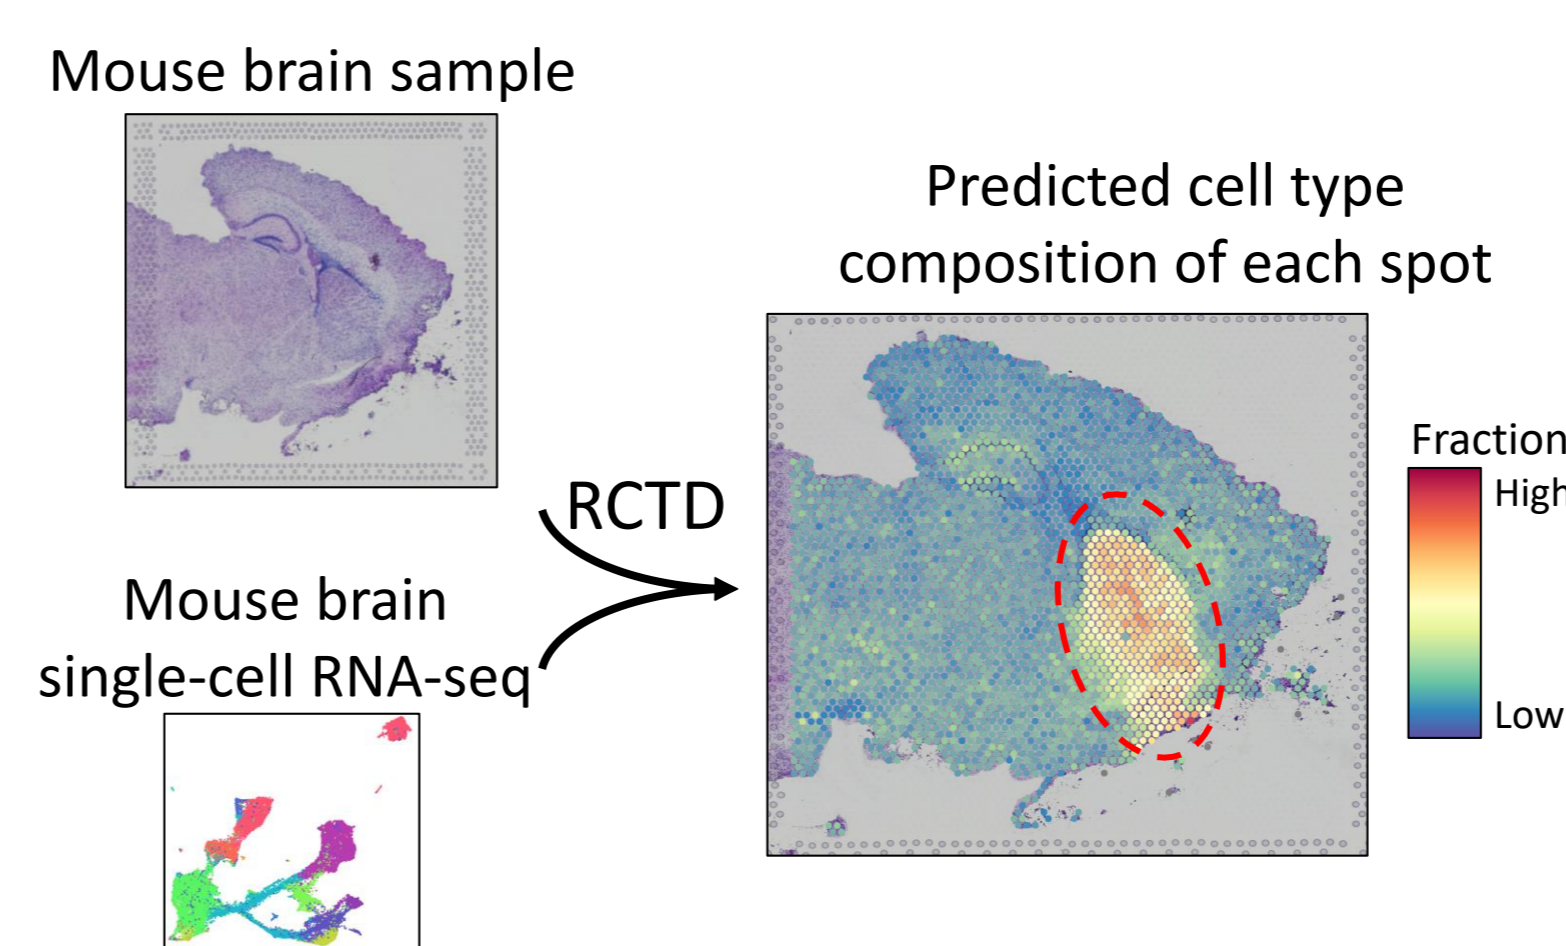 Mouse brain sample
Predicted cell type
composition of each spot
RCTD
Mouse brain
single-cell RNA-seq
Fraction
High
Low